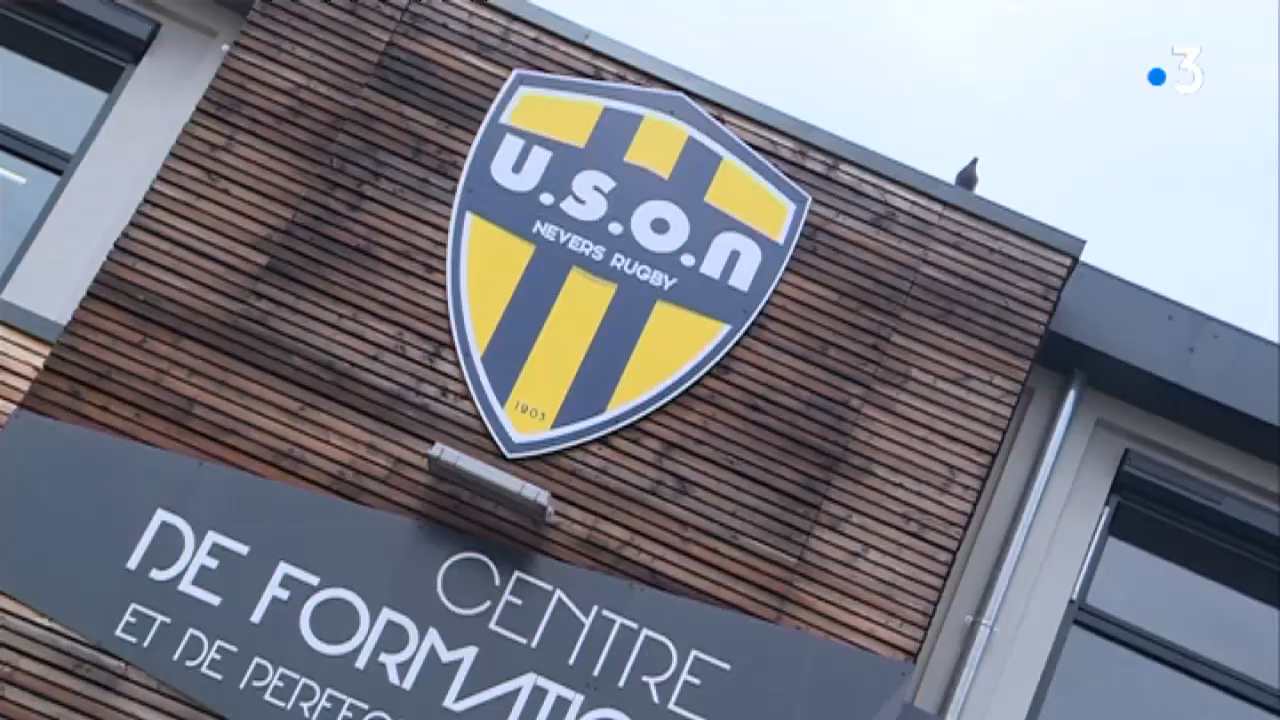 3
U.S.O.N
NEVERS RUGBY
1903
CENTRE
DE FORMATIO
ET DE PERFEC